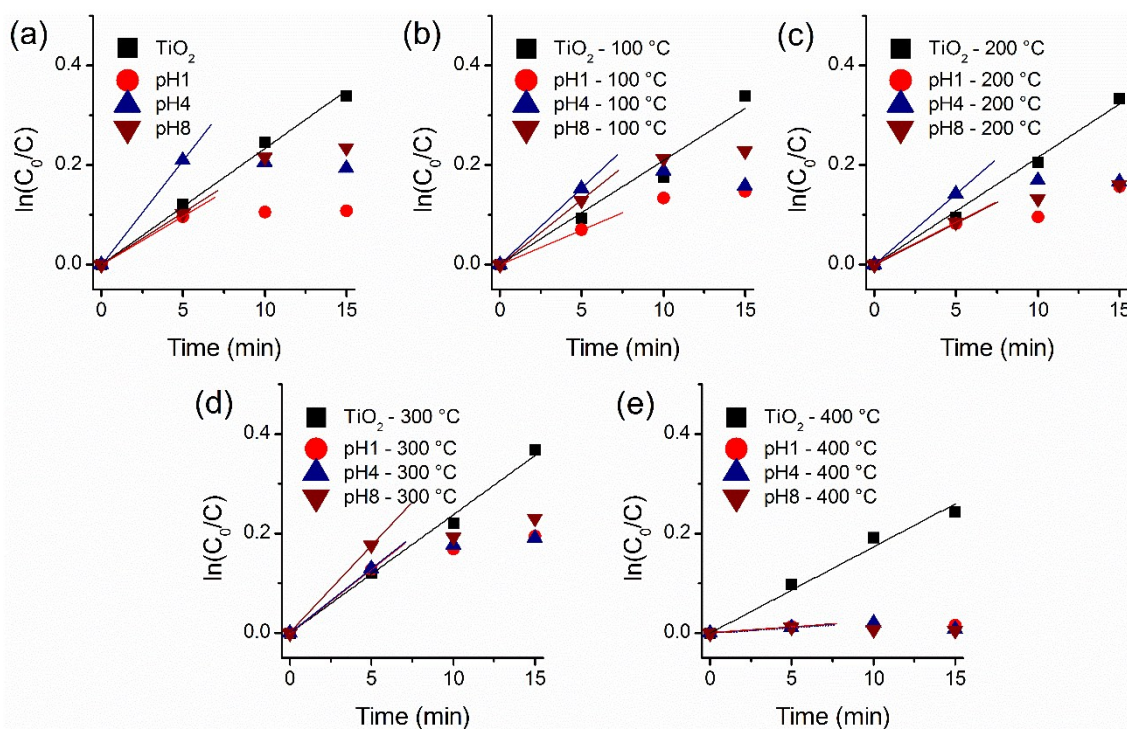 (a)
TiO₂
pH1
pH4
pH8
0.4
0.2
0.0
ln(C₀/C)
0 5 10 15
Time (min)
(b)
TiO₂ - 100 °C
pH1 - 100 °C
pH4 - 100 °C
pH8 - 100 °C
0.4
0.2
0.0
ln(C₀/C)
0 5 10 15
Time (min)
(c)
TiO₂ - 200 °C
pH1 - 200 °C
pH4 - 200 °C
pH8 - 200 °C
0.4
0.2
0.0
ln(C₀/C)
0 5 10 15
Time (min)
(d)
TiO₂ - 300 °C
pH1 - 300 °C
pH4 - 300 °C
pH8 - 300 °C
0.4
0.2
0.0
ln(C₀/C)
0 5 10 15
Time (min)
(e)
TiO₂ - 400 °C
pH1 - 400 °C
pH4 - 400 °C
pH8 - 400 °C
0.4
0.2
0.0
ln(C₀/C)
0 5 10 15
Time (min)